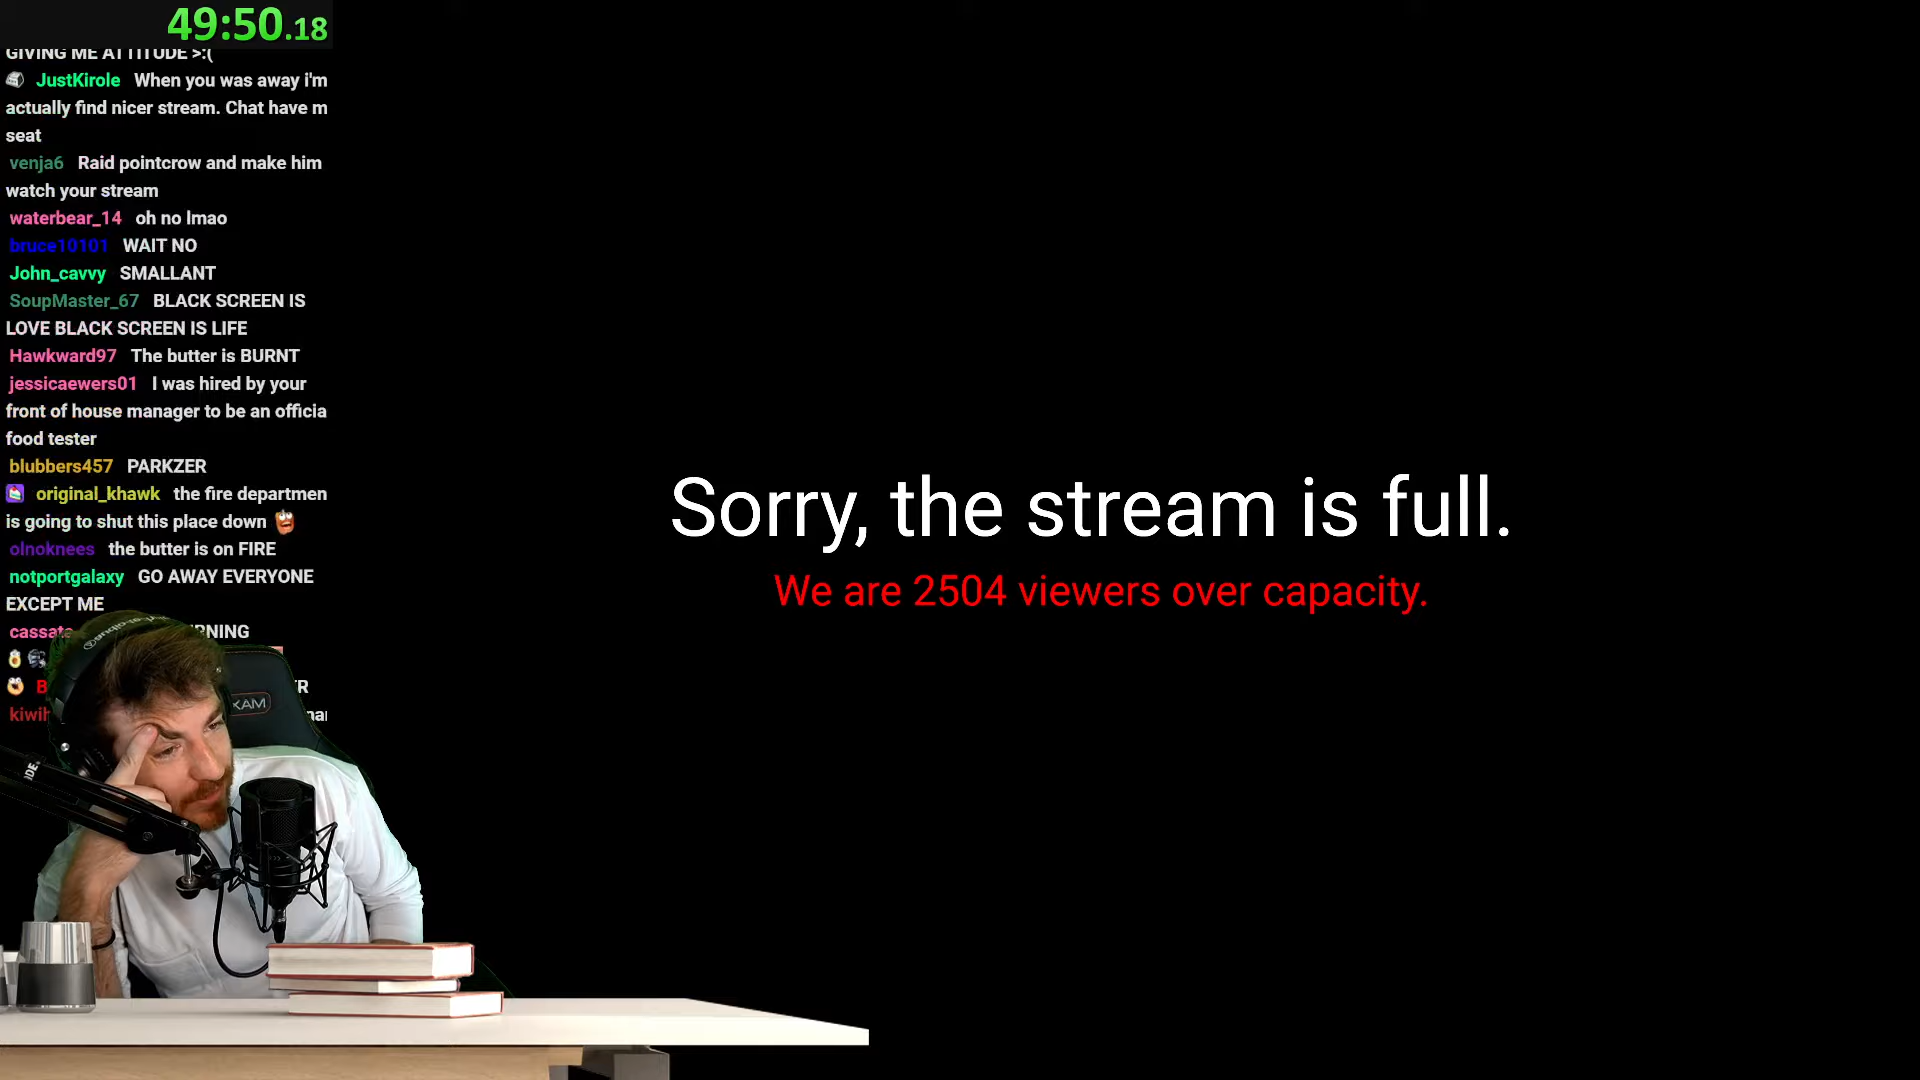 49:50.18
GIVING ME ATTITUDE >:(
JustKirole When you was away i'm
actually find nicer stream. Chat have m
seat
venja6 Raid pointcrow and make him
watch your stream
waterbear_14 oh no lmao
bruce10101 WAIT NO
John_cavvy SMALLANT
SoupMaster_67 BLACK SCREEN IS
LOVE BLACK SCREEN IS LIFE
Hawkward97 The butter is BURNT
jessicaewers01 I was hired by your
front of house manager to be an officia
food tester
blubbers457 PARKZER
original_khawk the fire departmen
is going to shut this place down
olnoknees the butter is on FIRE
notportgalaxy GO AWAY EVERYONE
EXCEPT ME
Sorry, the stream is full.
We are 2504 viewers over capacity.